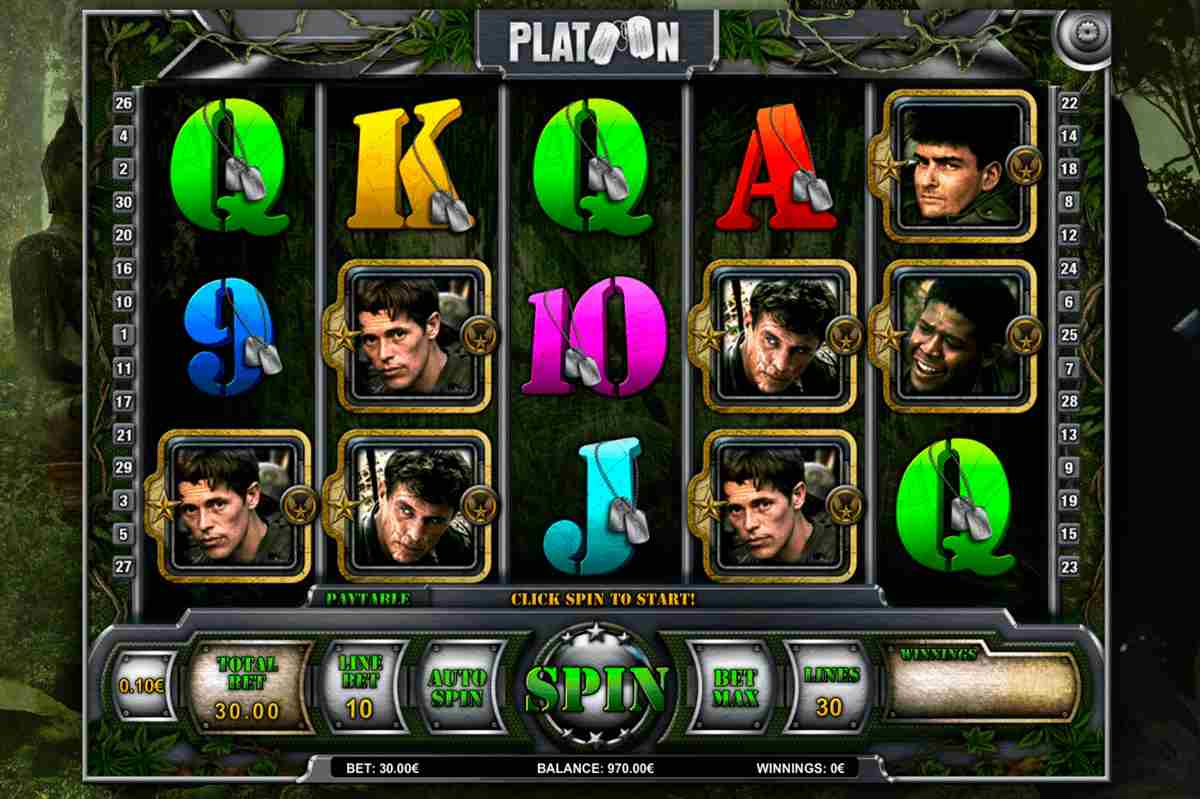 PLATOON
26
4
2
30
20
16
10
1
11
17
21
29
3
5
27
Q K Q A
9 10
J Q
22
14
18
8
12
24
6
25
7
28
13
9
19
15
23
PAYTABLE
CLICK SPIN TO START!
0.10€
TOTAL
BET
30.00
LINE
BET
10
AUTO
SPIN
SPIN
BET
MAX
LINES
30
WINNINGS
BET: 30.00€
BALANCE: 970.00€
WINNINGS: 0€